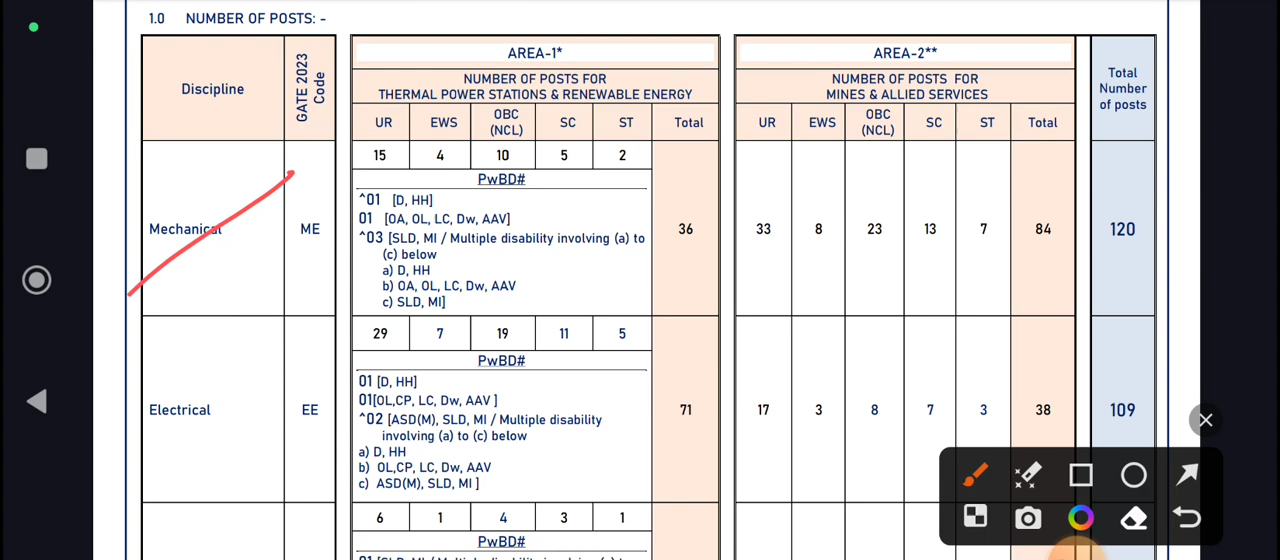 1.0 NUMBER OF POSTS: -
Discipline
GATE 2023
Code
AREA-1*
NUMBER OF POSTS FOR
THERMAL POWER STATIONS & RENEWABLE ENERGY
UR EWS OBC (NCL) SC ST Total
AREA-2**
NUMBER OF POSTS FOR
MINES & ALLIED SERVICES
UR EWS OBC (NCL) SC ST Total
Total
Number
of posts
Mechanical
ME
15 4 10 5 2
PwBD#
^01 [D, HH]
01 [OA, OL, LC, Dw, AAV]
^03 [SLD, MI / Multiple disability involving (a) to
(c) below
a) D, HH
b) OA, OL, LC, Dw, AAV
c) SLD, MI]
36
33 8 23 13 7 84
120
Electrical
EE
29 7 19 11 5
PwBD#
01 [D, HH]
01[OL,CP, LC, Dw, AAV ]
^02 [ASD(M), SLD, MI / Multiple disability
involving (a) to (c) below
a) D, HH
b) OL,CP, LC, Dw, AAV
c) ASD(M), SLD, MI ]
71
17 3 8 7 3 38
109
6 1 4 3 1
PwBD#